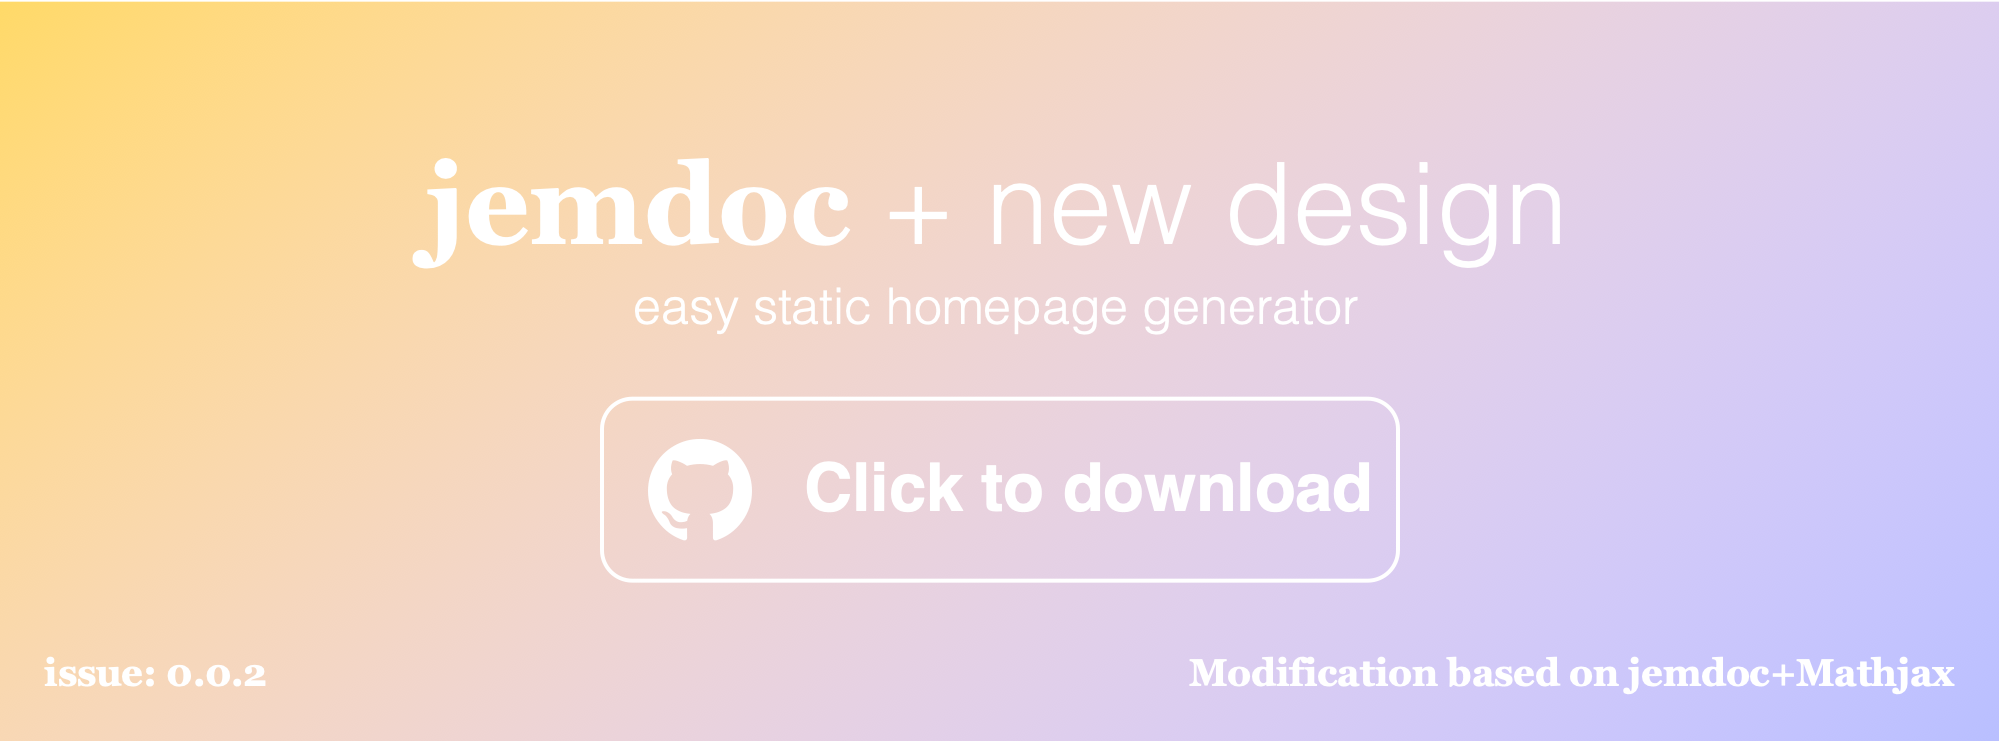 jemdoc + new design
easy static homepage generator
Click to download
issue: 0.0.2
Modification based on jemdoc+Mathjax